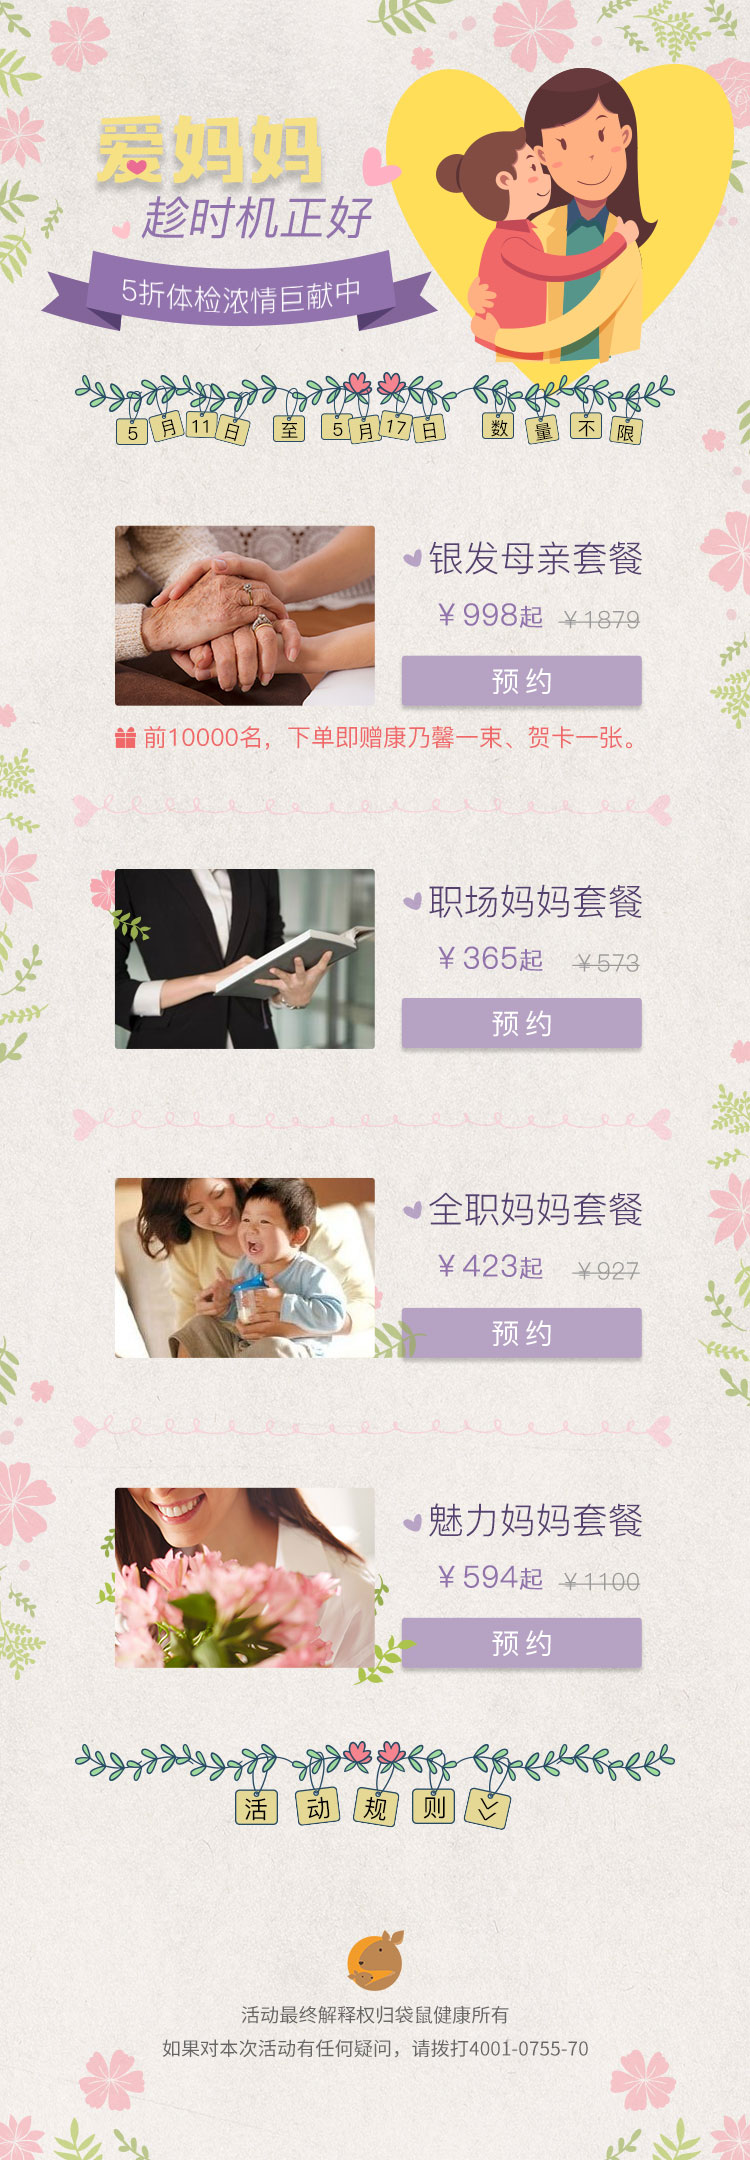 爱妈妈
趁时机正好
5折体检浓情巨献中
5月11日 至 5月17日 数量不限
银发母亲套餐
￥998起 ￥1879
预约
前10000名，下单即赠康乃馨一束、贺卡一张。
职场妈妈套餐
￥365起 ￥573
预约
全职妈妈套餐
￥423起 ￥927
预约
魅力妈妈套餐
￥594起 ￥1100
预约
活动规则
活动最终解释权归袋鼠健康所有
如果对本次活动有任何疑问，请拨打4001-0755-70